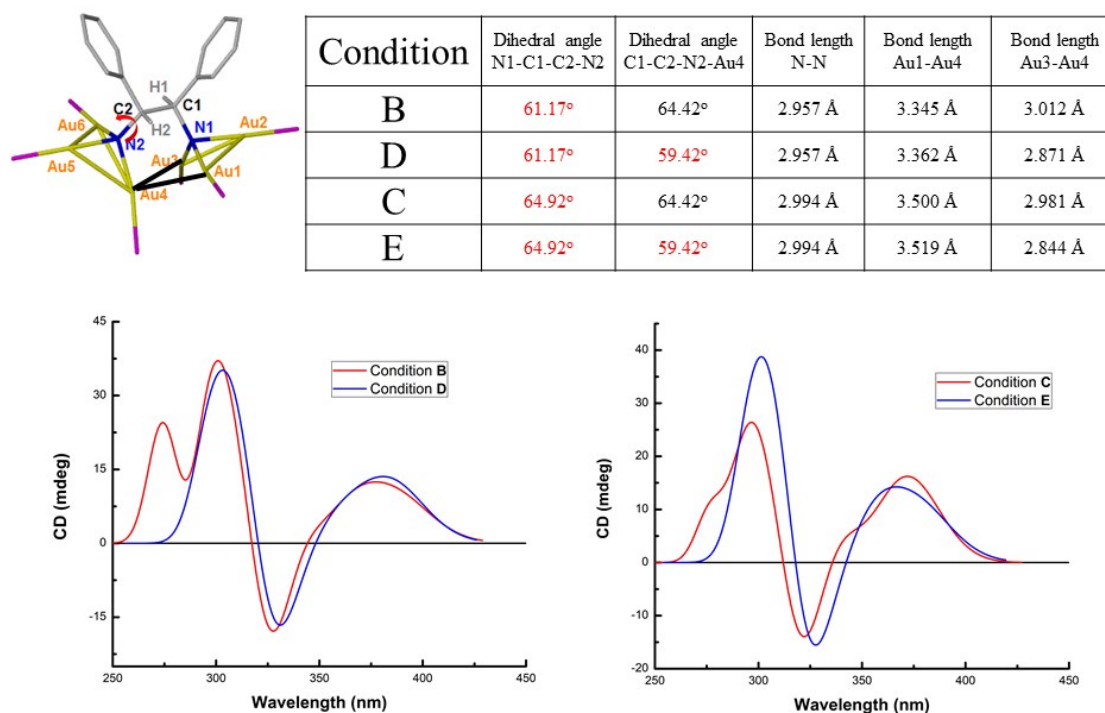 H1
C2
C1
Au6
H2
N1
Au2
N2
Au3
Au5
Au1
Au4
Condition Dihedral angle N1-C1-C2-N2 Dihedral angle C1-C2-N2-Au4 Bond length N-N Bond length Au1-Au4 Bond length Au3-Au4
B 61.17° 64.42° 2.957 Å 3.345 Å 3.012 Å
D 61.17° 59.42° 2.957 Å 3.362 Å 2.871 Å
C 64.92° 64.42° 2.994 Å 3.500 Å 2.981 Å
E 64.92° 59.42° 2.994 Å 3.519 Å 2.844 Å
45
30
15
0
-15
CD (mdeg)
Condition B
Condition D
250 300 350 400 450
Wavelength (nm)
40
30
20
10
0
-10
-20
CD (mdeg)
Condition C
Condition E
250 300 350 400 450
Wavelength (nm)